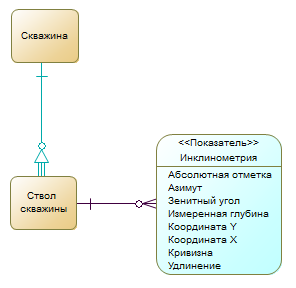 Скважина
Ствол
скважины
<<Показатель>>
Инклинометрия
Абсолютная отметка
Азимут
Зенитный угол
Измеренная глубина
Координата Y
Координата X
Кривизна
Удлинение